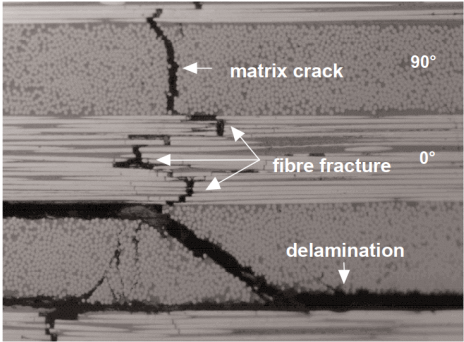 90°
matrix crack
0°
fibre fracture
delamination